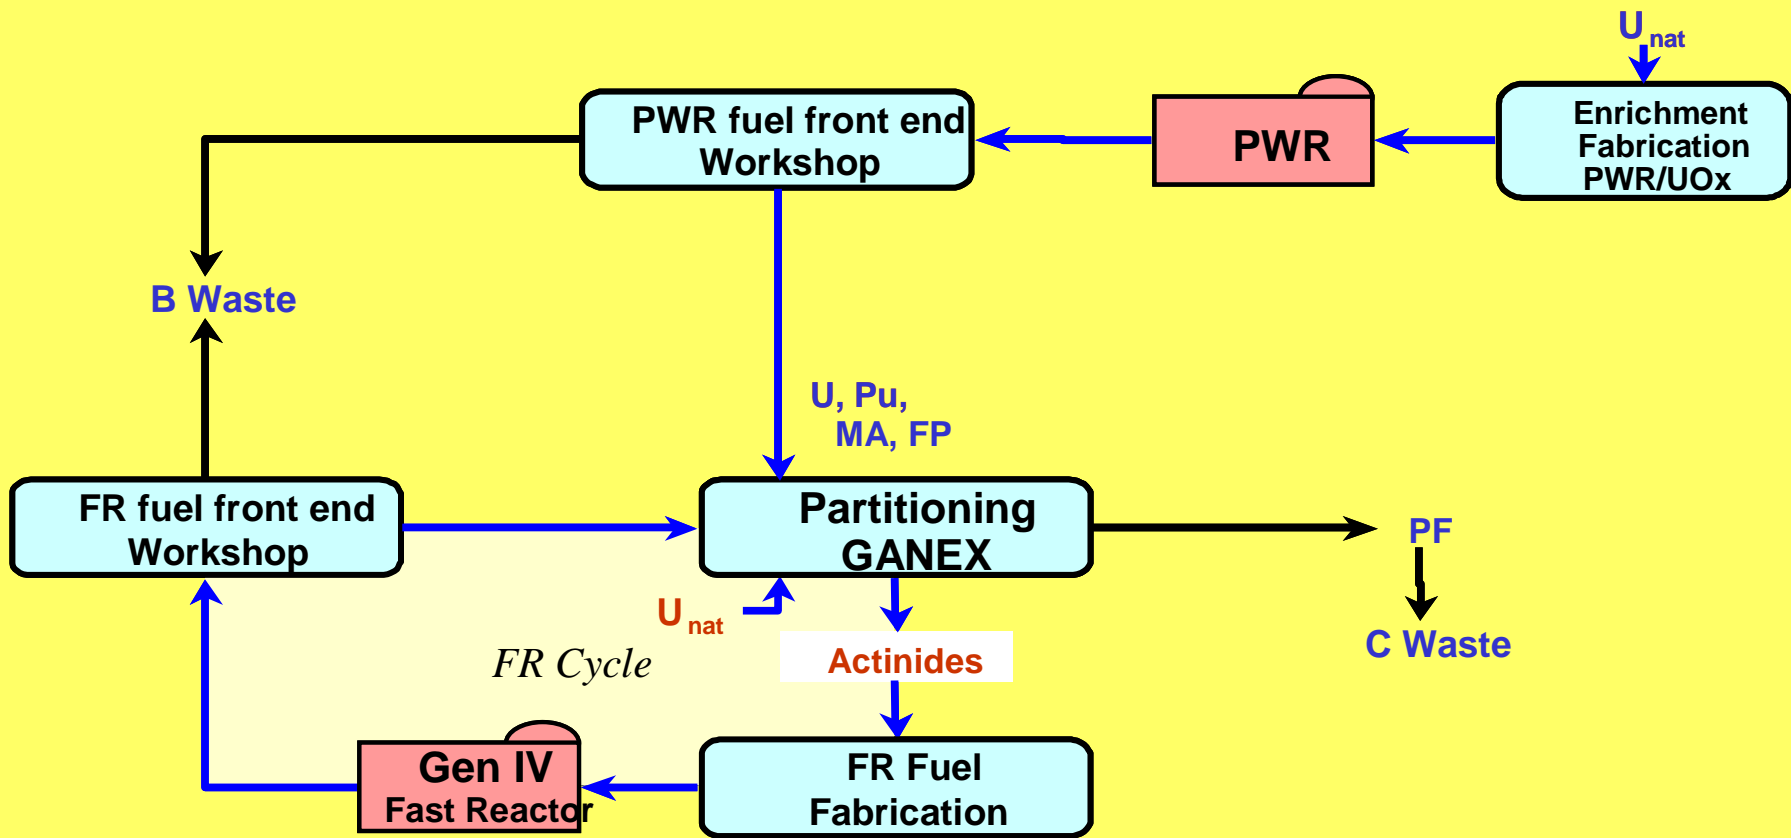 U nat
Enrichment
Fabrication
PWR/UOx
PWR
PWR fuel front end
Workshop
B Waste
U, Pu,
MA, FP
FR fuel front end
Workshop
Partitioning
GANEX
PF
C Waste
U nat
Actinides
FR Cycle
Gen IV
Fast Reactor
FR Fuel
Fabrication